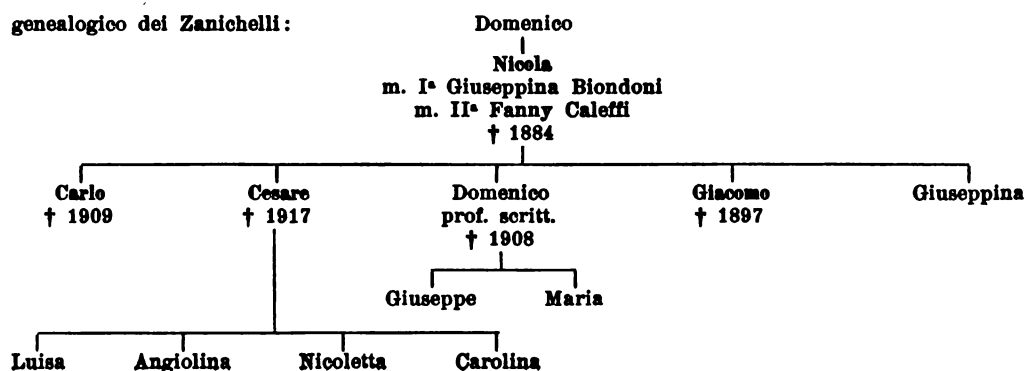 genealogico dei Zanichelli:
Domenico
Nicola
m. Iª Giuseppina Biondoni
m. IIª Fanny Caleffi
† 1884
Carlo Cesare Domenico Giacomo Giuseppina
† 1909 † 1917 prof. scritt. † 1897
† 1908
Giuseppe Maria
Luisa Angiolina Nicoletta Carolina